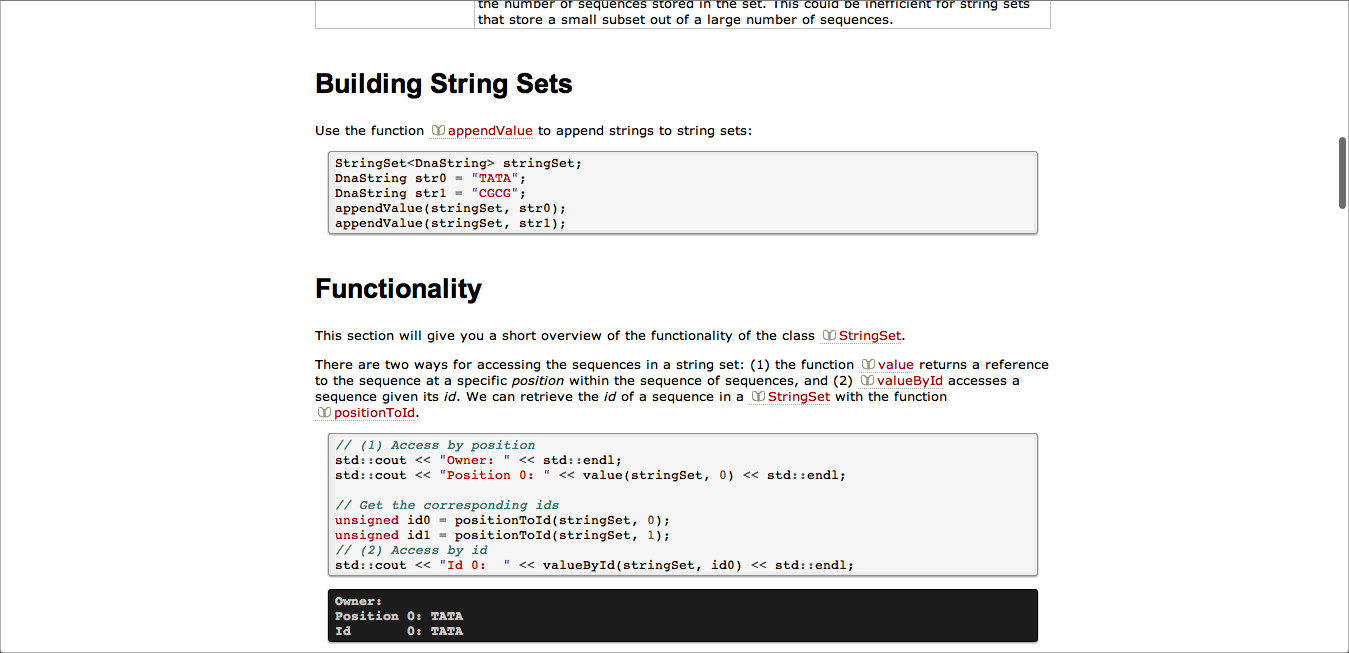 the number of sequences stored in the set. This could be inefficient for string sets
that store a small subset out of a large number of sequences.
Building String Sets
Use the function appendValue to append strings to string sets:
StringSet<DnaString> stringSet;
DnaString str0 = "TATA";
DnaString str1 = "CGCG";
appendValue(stringSet, str0);
appendValue(stringSet, str1);
Functionality
This section will give you a short overview of the functionality of the class StringSet.
There are two ways for accessing the sequences in a string set: (1) the function value returns a reference
to the sequence at a specific position within the sequence of sequences, and (2) valueById accesses a
sequence given its id. We can retrieve the id of a sequence in a StringSet with the function
positionToId.
// (1) Access by position
std::cout << "Owner: " << std::endl;
std::cout << "Position 0: " << value(stringSet, 0) << std::endl;
// Get the corresponding ids
unsigned id0 = positionToId(stringSet, 0);
unsigned id1 = positionToId(stringSet, 1);
// (2) Access by id
std::cout << "Id 0:  " << valueById(stringSet, id0) << std::endl;
Owner:
Position 0: TATA
Id       0: TATA